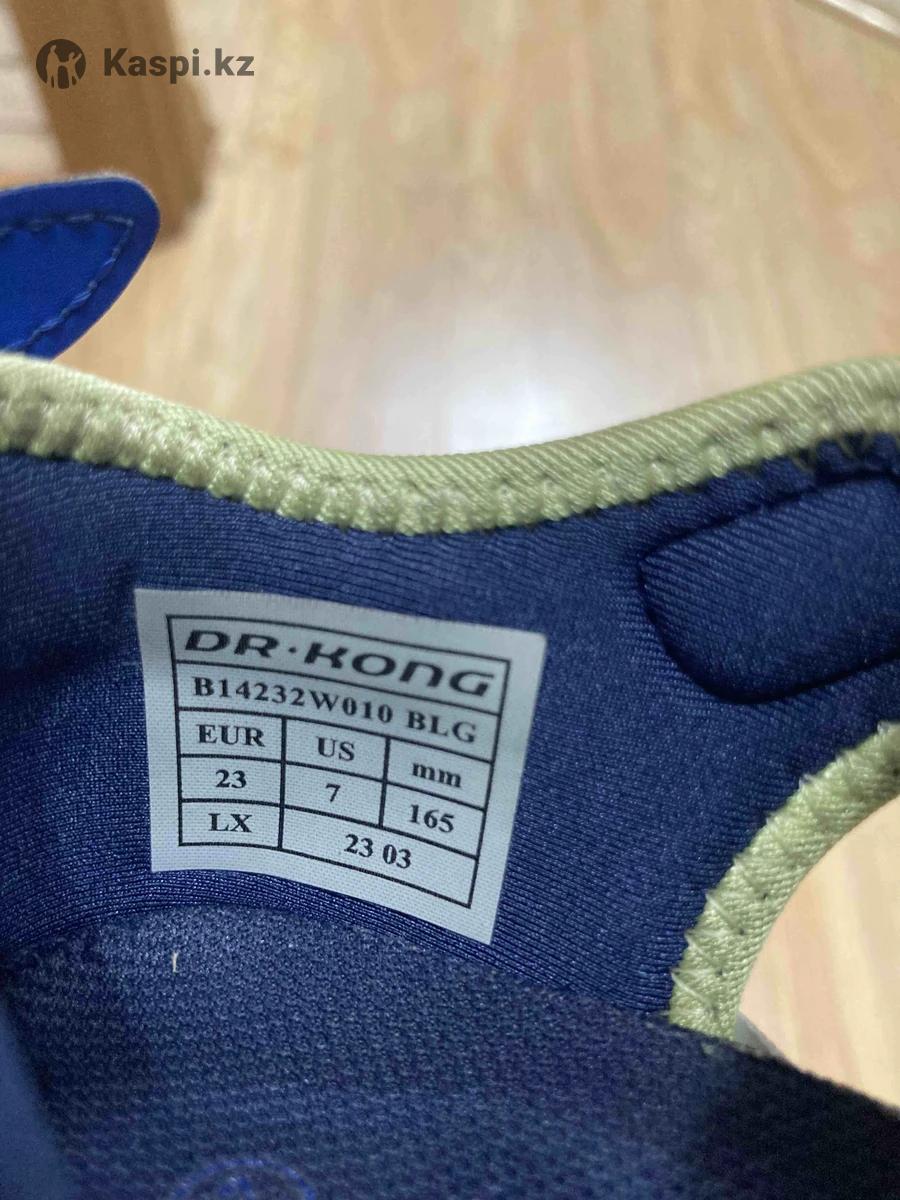 Kaspi.kz
DR·KONG
B14232W010 BLG
EUR US mm
23 7 165
LX 23 03